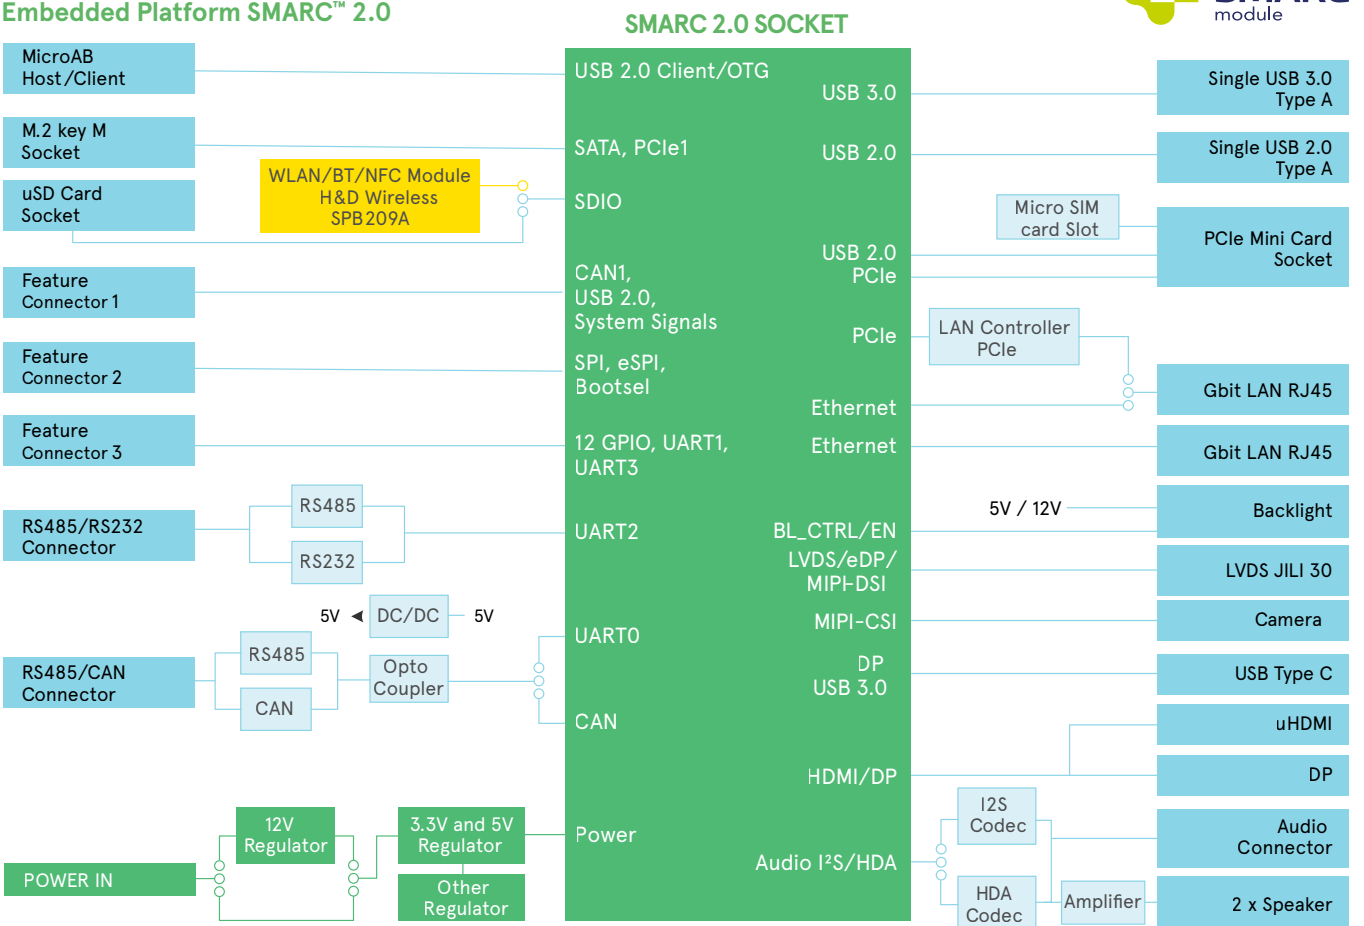 Embedded Platform SMARC™ 2.0
SMARC 2.0 SOCKET
module
MicroAB
Host/Client
M.2 key M
Socket
uSD Card
Socket
WLAN/BT/NFC Module
H&D Wireless
SPB209A
Feature
Connector 1
Feature
Connector 2
Feature
Connector 3
RS485/RS232
Connector
RS485
RS232
5V
DC/DC
5V
RS485/CAN
Connector
RS485
CAN
Opto
Coupler
POWER IN
12V
Regulator
3.3V and 5V
Regulator
Other
Regulator
USB 2.0 Client/OTG
SATA, PCIe1
SDIO
CAN1,
USB 2.0,
System Signals
SPI, eSPI,
Bootsel
12 GPIO, UART1,
UART3
UART2
UART0
CAN
Power
USB 3.0
USB 2.0
USB 2.0
PCIe
PCIe
Ethernet
Ethernet
BL_CTRL/EN
LVDS/eDP/
MIPI-DSI
MIPI-CSI
DP
USB 3.0
HDMI/DP
Audio I²S/HDA
Micro SIM
card Slot
LAN Controller
PCIe
5V / 12V
I2S
Codec
HDA
Codec
Amplifier
Single USB 3.0
Type A
Single USB 2.0
Type A
PCIe Mini Card
Socket
Gbit LAN RJ45
Gbit LAN RJ45
Backlight
LVDS JILI 30
Camera
USB Type C
uHDMI
DP
Audio
Connector
2 x Speaker